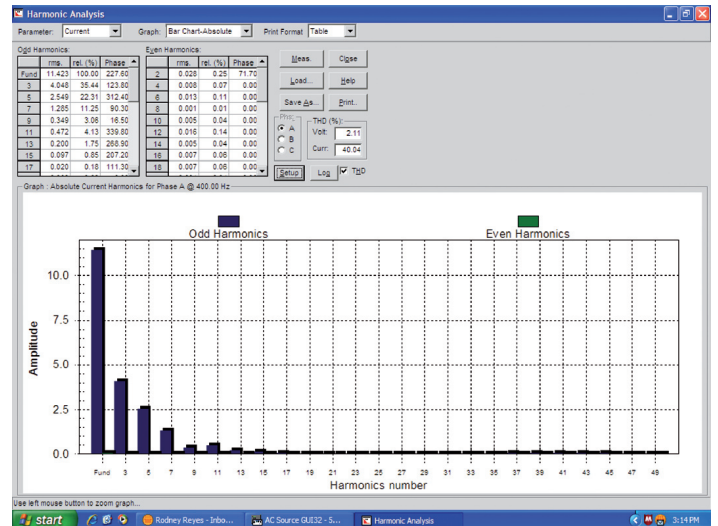 Harmonic Analysis
Parameter: Current Graph: Bar Chart-Absolute Print Format Table
Odd Harmonics: Even Harmonics:
rms. rel. (%) Phase rms. rel. (%) Phase
Fund 11.423 100.00 227.60 2 0.028 0.25 71.70
3 4.048 35.44 123.80 4 0.008 0.07 0.00
5 2.549 22.31 312.40 6 0.013 0.11 0.00
7 1.285 11.25 90.30 8 0.001 0.01 0.00
9 0.349 3.06 16.50 10 0.005 0.04 0.00
11 0.472 4.13 339.80 12 0.016 0.14 0.00
13 0.200 1.75 268.90 14 0.005 0.04 0.00
15 0.097 0.85 207.20 16 0.007 0.06 0.00
17 0.020 0.18 111.30 18 0.007 0.06 0.00
Meas. Close
Load... Help
Save As... Print..
Phs:
A
B
C
THD (%):
Volt: 2.11
Curr: 40.04
Setup Log THD
Graph : Absolute Current Harmonics for Phase A @ 400.00 Hz
Odd Harmonics Even Harmonics
Amplitude
10.0
17.5
5.0
2.5
0.0
Fund 3 5 7 9 11 13 15 17 19 21 23 25 27 29 31 33 35 37 39 41 43 45 47 49
Harmonics number
Use left mouse button to zoom graph...
start Rodney Reyes - Inbo... AC Source GUI32 - S... Harmonic Analysis 3:14 PM